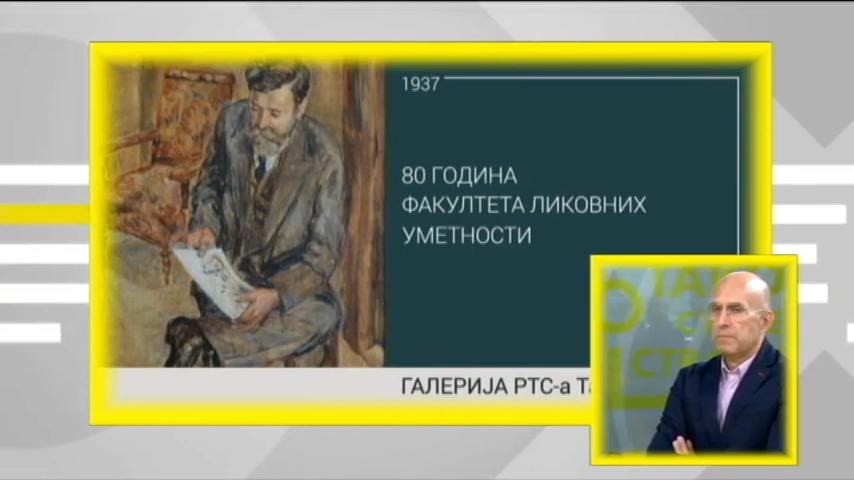 1937
80 ГОДИНА
ФАКУЛТЕТА ЛИКОВНИХ
УМЕТНОСТИ
ГАЛЕРИЈА РТС-а